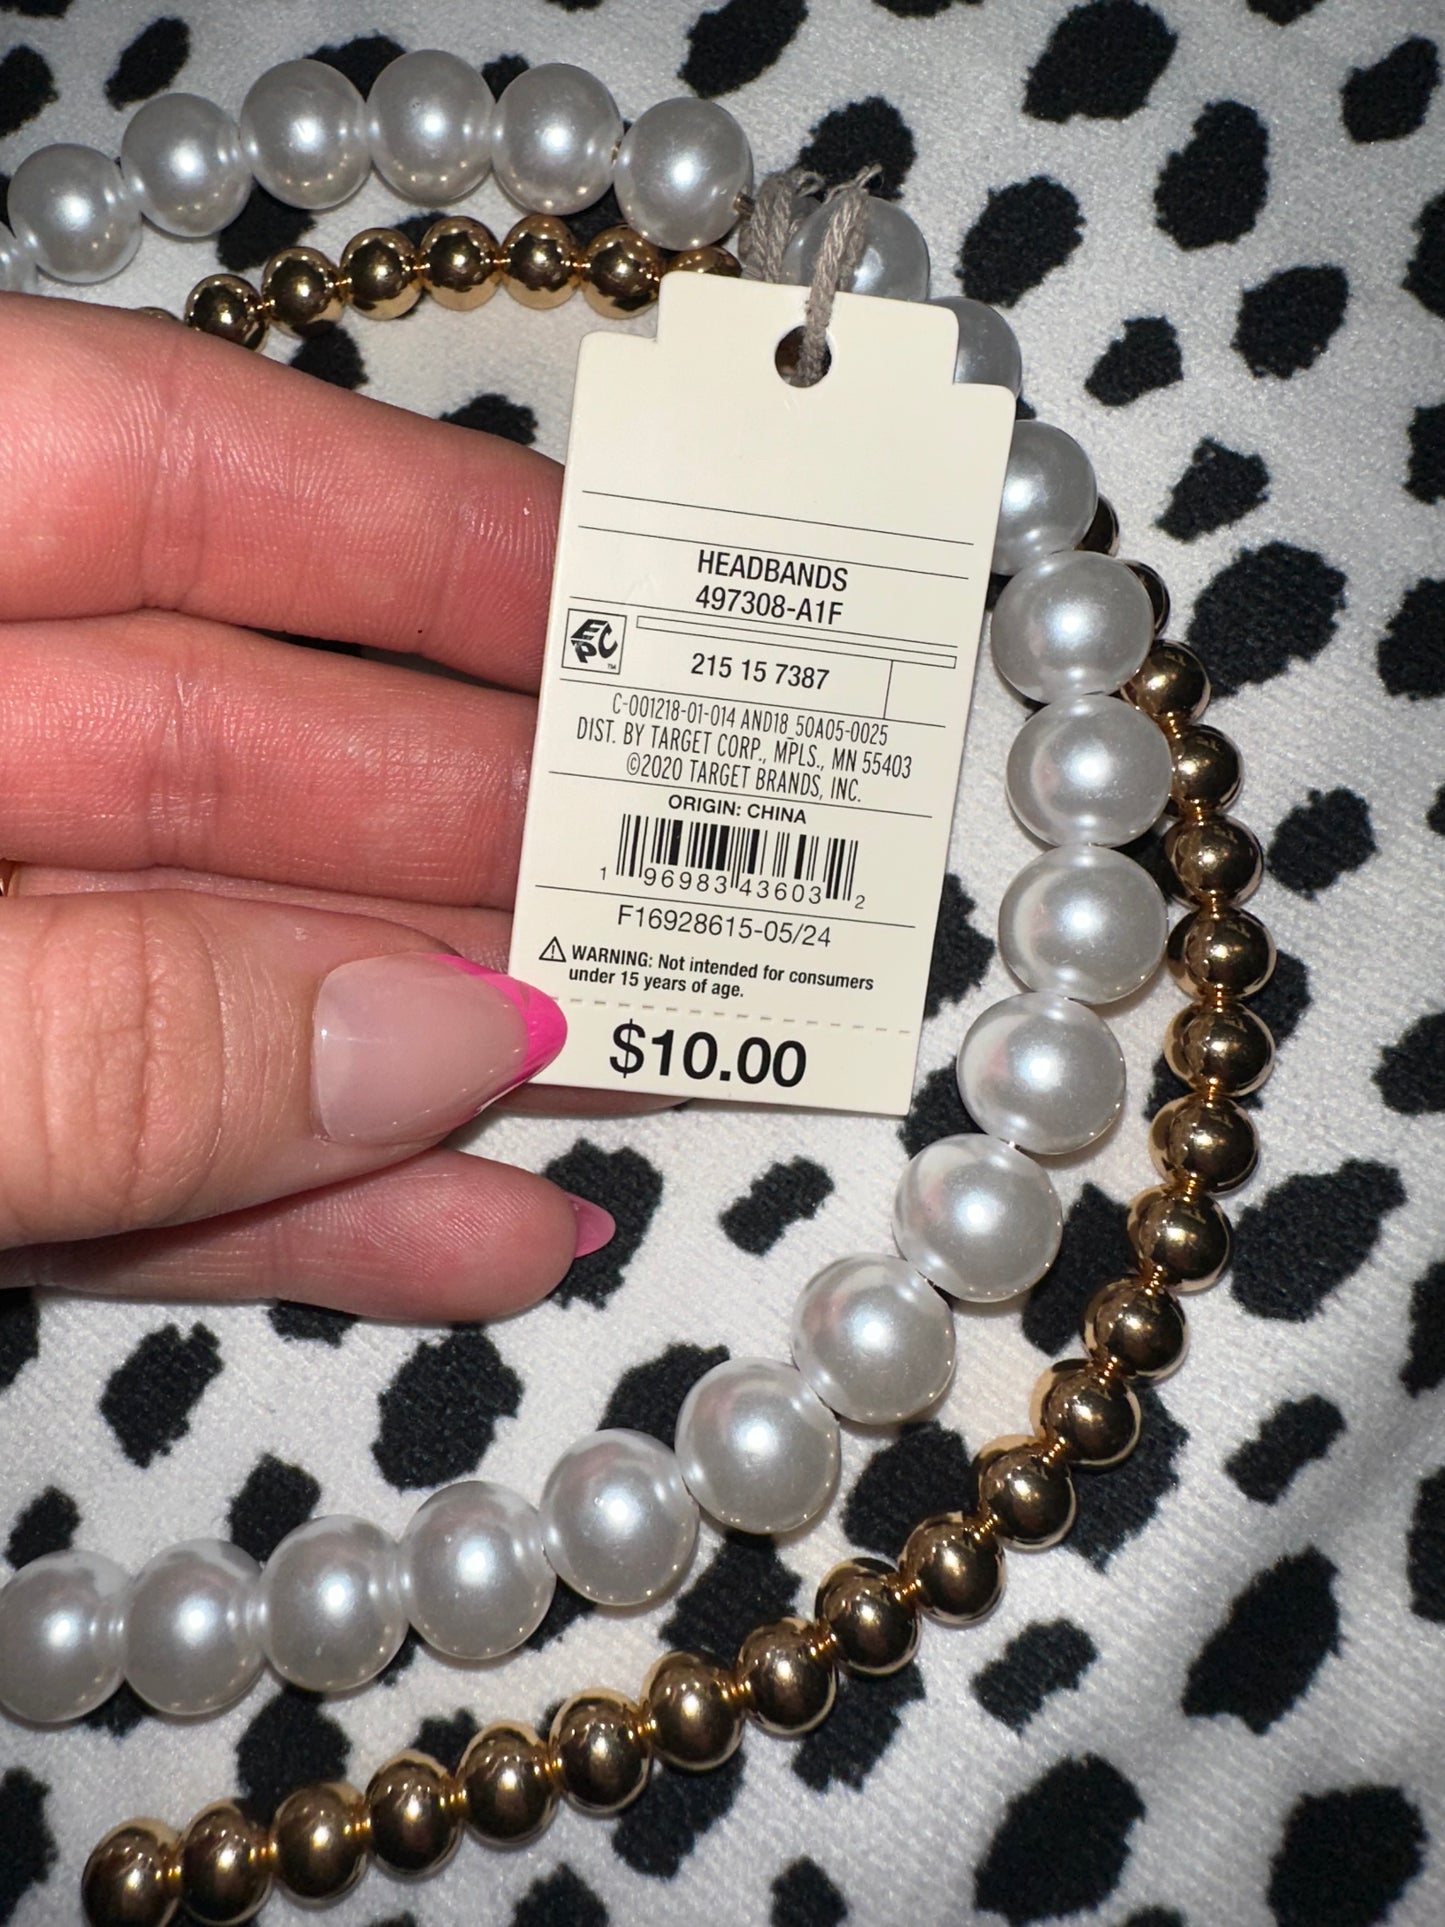 HEADBANDS
497308-A1F
EPC TM
215 15 7387
C-001218-01-014 AND18_50A05-0025
DIST. BY TARGET CORP., MPLS., MN 55403
©2020 TARGET BRANDS, INC.
ORIGIN: CHINA
1 96983 43603 2
F16928615-05/24
⚠ WARNING: Not intended for consumers
under 15 years of age.
$10.00